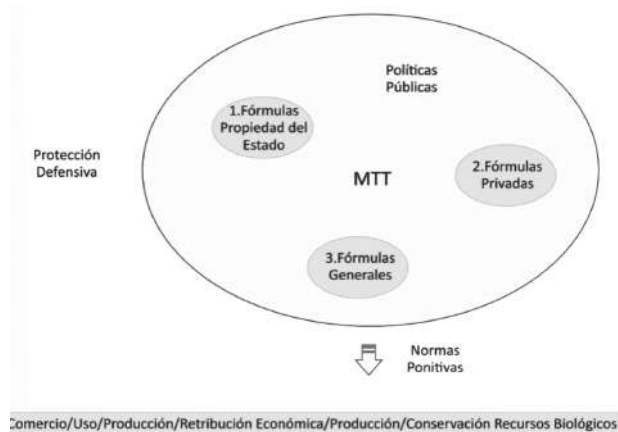 Políticas
Públicas
1.Fórmulas
Propiedad del
Estado
Protección
Defensiva
MTT
2.Fórmulas
Privadas
3.Fórmulas
Generales
Normas
Ponitivas
Comercio/Uso/Producción/Retribución Económica/Producción/Conservación Recursos Biológicos